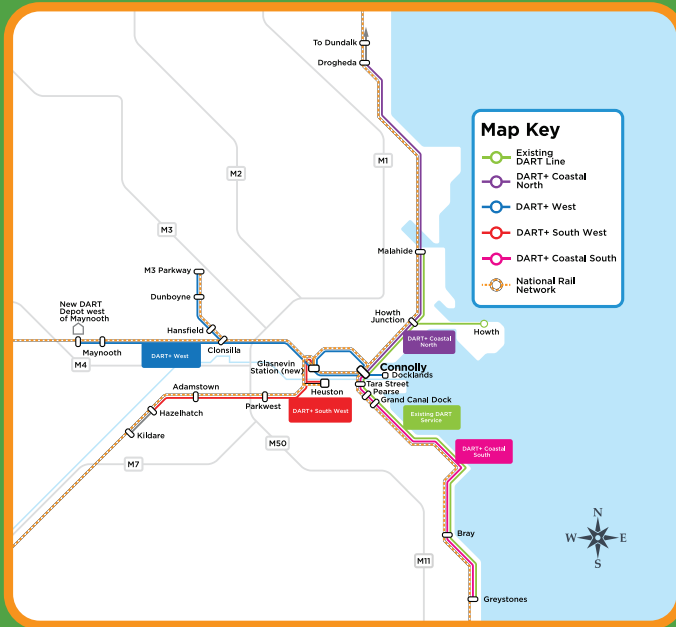 To Dundalk
Drogheda
Map Key
Existing
DART Line
DART+ Coastal
North
DART+ West
DART+ South West
DART+ Coastal South
National Rail
Network
M1
M2
M3
Malahide
M3 Parkway
Dunboyne
New DART
Depot west
of Maynooth
Hansfield
Howth
Junction
Howth
DART+ Coastal
North
Maynooth
DART+ West
Clonsilla
M4
Glasnevin
Station (new)
Connolly
Docklands
Tara Street
Pearse
Grand Canal Dock
Heuston
Adamstown
Parkwest
Hazelhatch
DART+ South West
Existing DART
Service
Kildare
M50
DART+ Coastal
South
M7
Bray
M11
N
W
E
S
Greystones